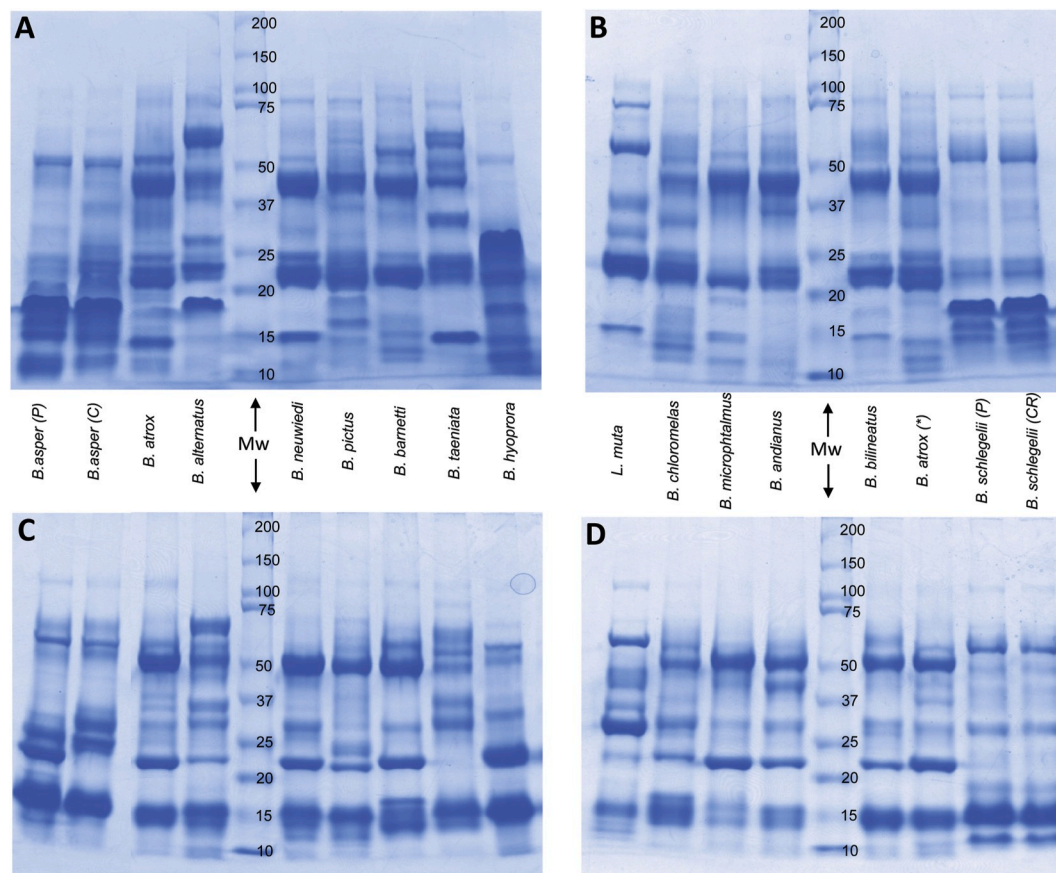 A
200
150
100
75
50
37
25
20
15
10
B
200
150
100
75
50
37
25
20
15
10
B.asper (P)
B.asper (C)
B. atrox
B. alternatus
Mw
B. neuwiedi
B. pictus
B. barnetti
B. taeniata
B. hyoprora
L. muta
B. chloromelas
B. microphtalmus
B. andianus
Mw
B. bilineatus
B. atrox (*)
B. schlegelii (P)
B. schlegelii (CR)
C
200
150
100
75
50
37
25
20
15
10
D
200
150
100
75
50
37
25
20
15
10